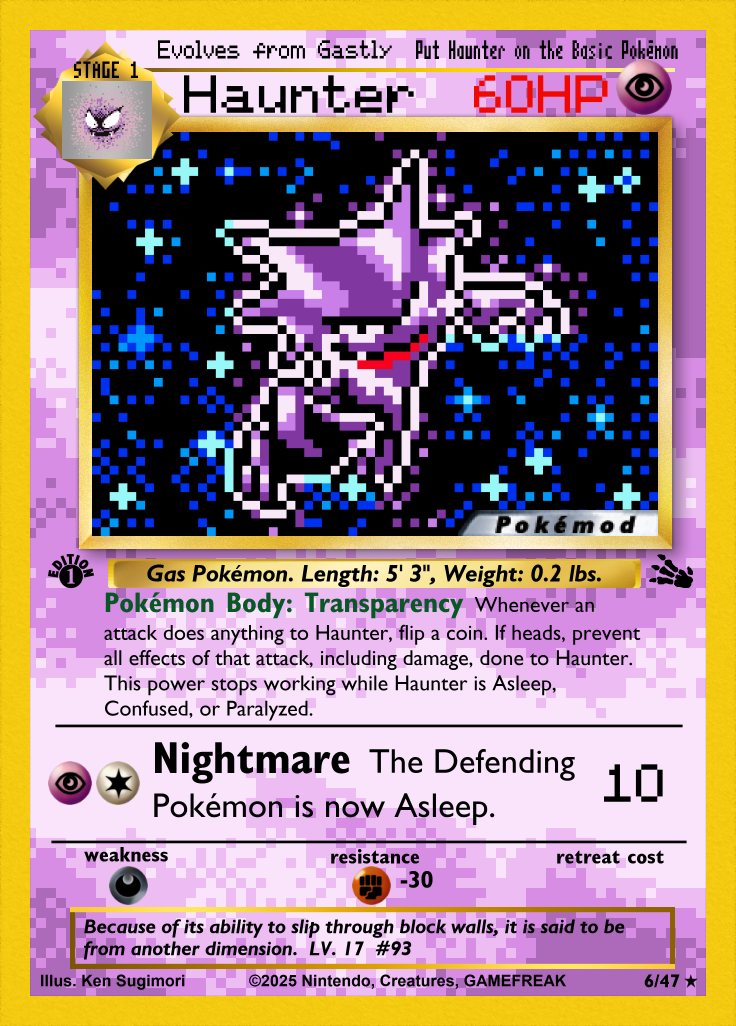 Evolves from Gastly Put Haunter on the Basic Pokémon
STAGE 1
Haunter 60HP
Pokémod
EDITION 1
Gas Pokémon. Length: 5' 3", Weight: 0.2 lbs.
Pokémon Body: Transparency Whenever an
attack does anything to Haunter, flip a coin. If heads, prevent
all effects of that attack, including damage, done to Haunter.
This power stops working while Haunter is Asleep,
Confused, or Paralyzed.
Nightmare The Defending 10
Pokémon is now Asleep.
weakness resistance retreat cost
-30
Because of its ability to slip through block walls, it is said to be
from another dimension. LV. 17 #93
Illus. Ken Sugimori ©2025 Nintendo, Creatures, GAMEFREAK 6/47 ★